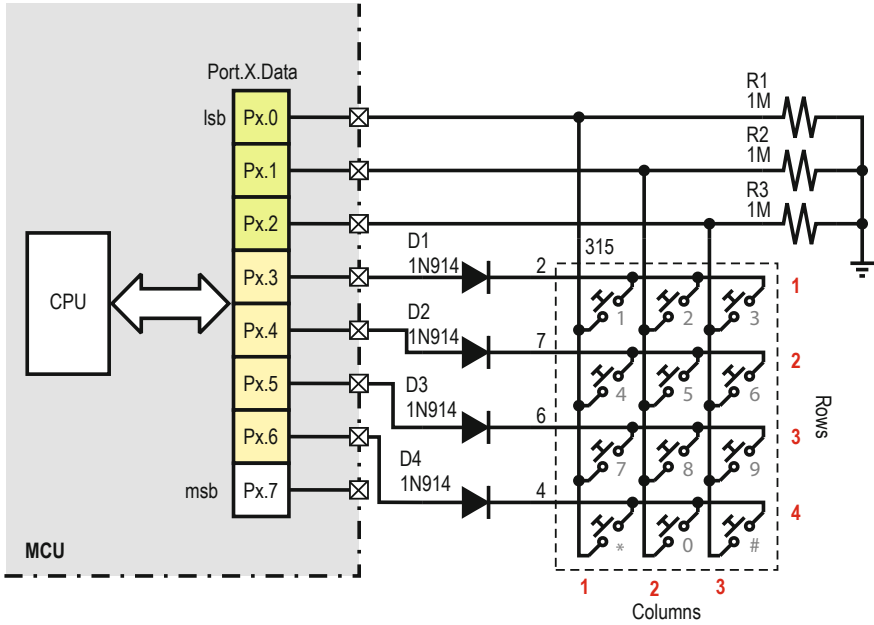 Port.X.Data
lsb Px.0
Px.1
Px.2
Px.3
Px.4
Px.5
Px.6
msb Px.7
CPU
MCU
R1
1M
R2
1M
R3
1M
D1
1N914
D2
1N914
D3
1N914
D4
1N914
315
2
7
6
4
1 2 3
4 5 6
7 8 9
* 0 #
1
2
3
4
Rows
1 2 3
Columns